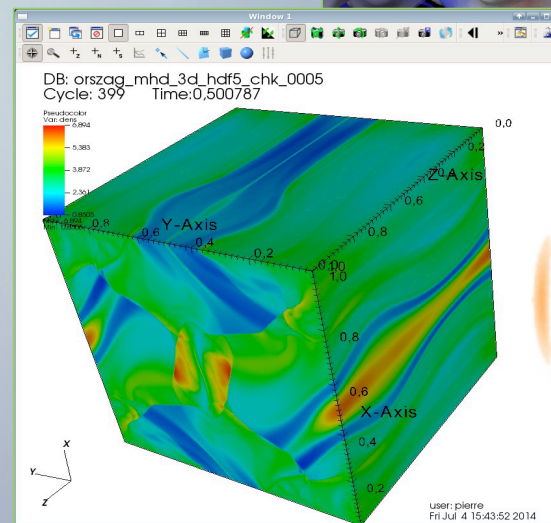 Window 1
DB: orszag_mhd_3d_hdf5_chk_0005
Cycle: 399 Time:0,500787
Pseudocolor
Var: dens
6,894
5,383
3,872
2,361
0,8
0,6
Y-Axis
0,4
0,2
0,0
0,2
Z-Axis
0,6
0,8
1,0
0,8
0,6
X-Axis
0,4
0,2
X
Y
Z
user: pierre
Fri Jul 4 15:43:52 2014